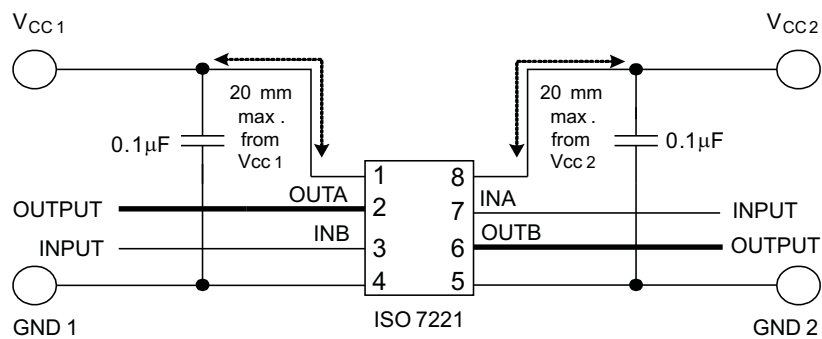 VCC1
VCC2
20 mm
max.
from
Vcc1
20 mm
max.
from
Vcc2
0.1μF
0.1μF
1
8
OUTPUT
OUTA
2
7
INA
INPUT
INPUT
INB
3
6
OUTB
OUTPUT
4
5
GND 1
ISO 7221
GND 2